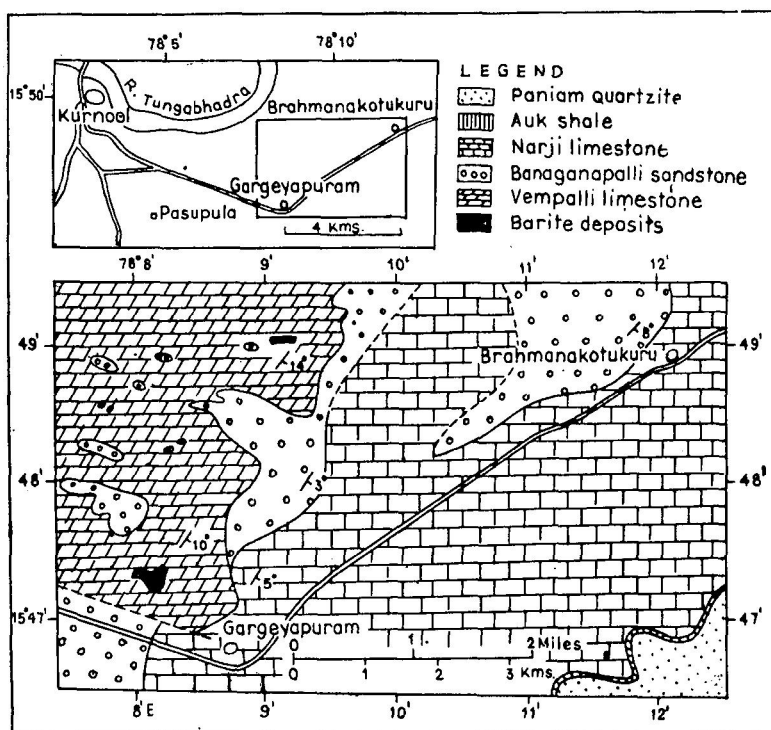 78°5' 78°10'
15°50'
R. Tungabhadra
Kurnool
Brahmanakotukuru
Gargeyapuram
Pasupula
4 Kms.
LEGEND
Paniam quartzite
Auk shale
Narji limestone
Banaganapalli sandstone
Vempalli limestone
Barite deposits
78°8' 9' 10' 11' 12'
49' 49'
8°
Brahmanakotukuru
14°
48' 48'
3°
10°
5°
15°47' 47'
Gargeyapuram
0 1 2 Miles
0 1 2 3 Kms.
8'E 9' 10' 11' 12'